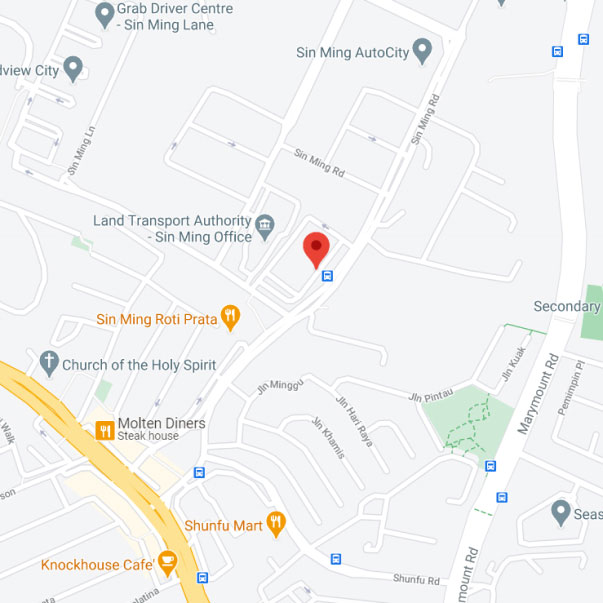 Grab Driver Centre
- Sin Ming Lane
Sin Ming AutoCity
dview City
Sin Ming Rd
Sin Ming Ln
Sin Ming Rd
Land Transport Authority
- Sin Ming Office
Secondary
Sin Ming Roti Prata
Church of the Holy Spirit
Jln Kuak
Marymount Rd
Pemimpin Pl
Jln Minggu
Jln Pintau
Jln Hari Raya
Jln Khamis
Molten Diners
Steak house
Walk
son
Seas
Shunfu Mart
Knockhouse Cafe
Shunfu Rd
ymount Rd
latina
ta